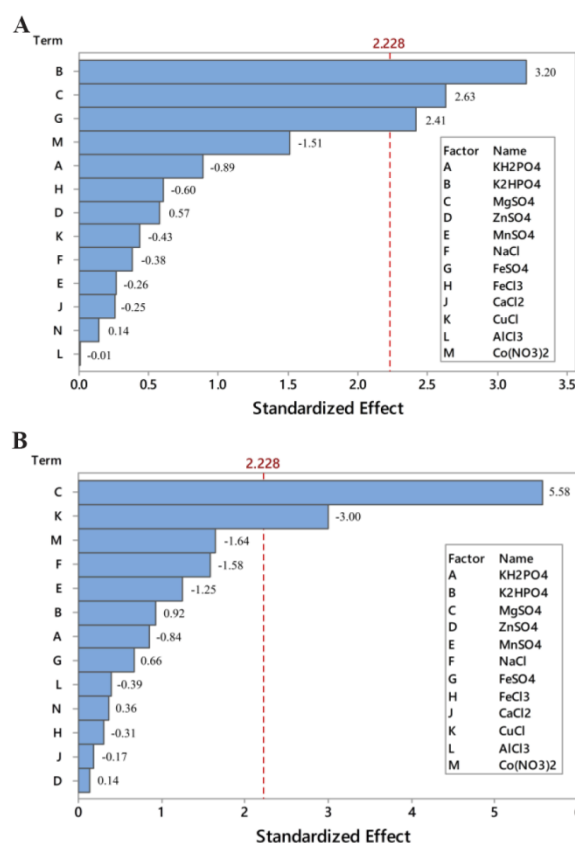 A
Term
2.228
B 3.20
C 2.63
G 2.41
M -1.51
A -0.89
H -0.60
D 0.57
K -0.43
F -0.38
E -0.26
J -0.25
N 0.14
L -0.01
Factor Name
A KH2PO4
B K2HPO4
C MgSO4
D ZnSO4
E MnSO4
F NaCl
G FeSO4
H FeCl3
J CaCl2
K CuCl
L AlCl3
M Co(NO3)2
0.0 0.5 1.0 1.5 2.0 2.5 3.0 3.5
Standardized Effect
B
Term
2.228
C 5.58
K -3.00
M -1.64
F -1.58
E -1.25
B 0.92
A -0.84
G 0.66
L -0.39
N 0.36
H -0.31
J -0.17
D 0.14
Factor Name
A KH2PO4
B K2HPO4
C MgSO4
D ZnSO4
E MnSO4
F NaCl
G FeSO4
H FeCl3
J CaCl2
K CuCl
L AlCl3
M Co(NO3)2
0 1 2 3 4 5 6
Standardized Effect